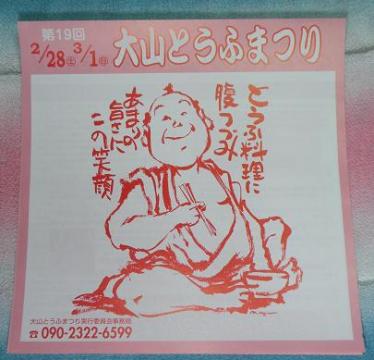 第19回
2/28(土) 3/1(日)
大山とうふまつり
とうふ料理に
腹つづみ
あまりの
旨さに
この笑顔
大山とうふまつり実行委員会事務局
☎090-2322-6599